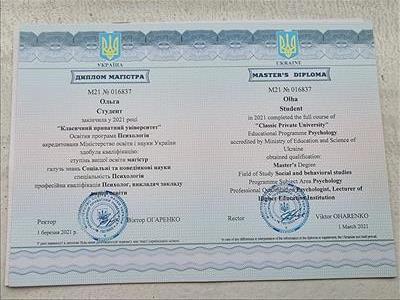 УКРАЇНА
ДИПЛОМ МАГІСТРА
М21 № 016837
Ольга
Студент
закінчила у 2021 році
"Класичний приватний університет"
Освітня програма Психологія
акредитована Міністерством освіти і науки України
здобула кваліфікацію:
ступінь вищої освіти магістр
галузь знань Соціальні та поведінкові науки
спеціальність Психологія
професійна кваліфікація Психолог, викладач закладу
вищої освіти
Ректор
Віктор ОГАРЕНКО
1 березня 2021 р.
UKRAINE
MASTER'S DIPLOMA
M21 № 016837
Olha
Student
in 2021 completed the full course of
"Classic Private University"
Educational Programme Psychology
accredited by Ministry of Education and Science of
Ukraine
obtained qualification:
Master's Degree
Field of Study Social and behavioral studies
Programme Subject Area Psychology
Professional Qualification Psychologist, Lecturer of
Higher Education Institution
Rector
Viktor OHARENKO
1 March 2021